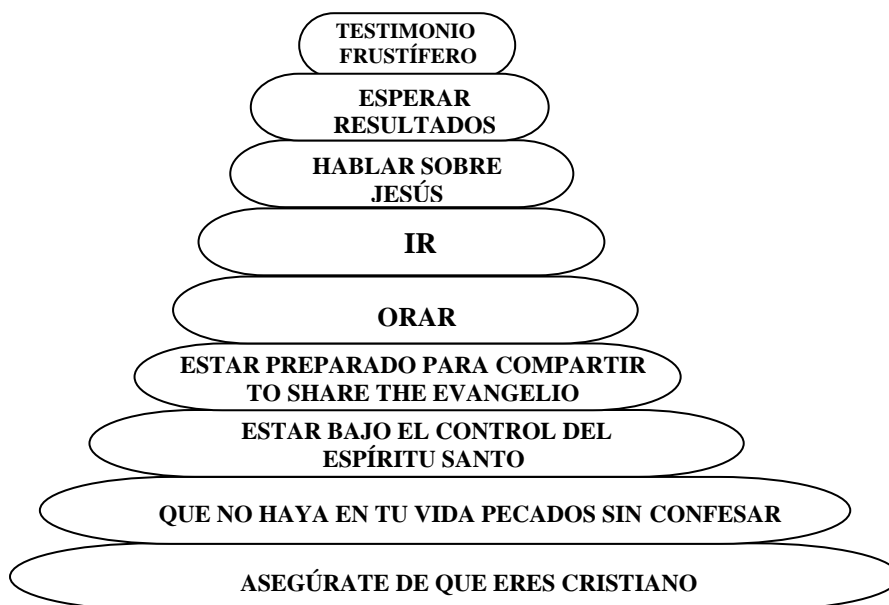 TESTIMONIO
FRUSTÍFERO
ESPERAR
RESULTADOS
HABLAR SOBRE
JESÚS
IR
ORAR
ESTAR PREPARADO PARA COMPARTIR
TO SHARE THE EVANGELIO
ESTAR BAJO EL CONTROL DEL
ESPÍRITU SANTO
QUE NO HAYA EN TU VIDA PECADOS SIN CONFESAR
ASEGÚRATE DE QUE ERES CRISTIANO